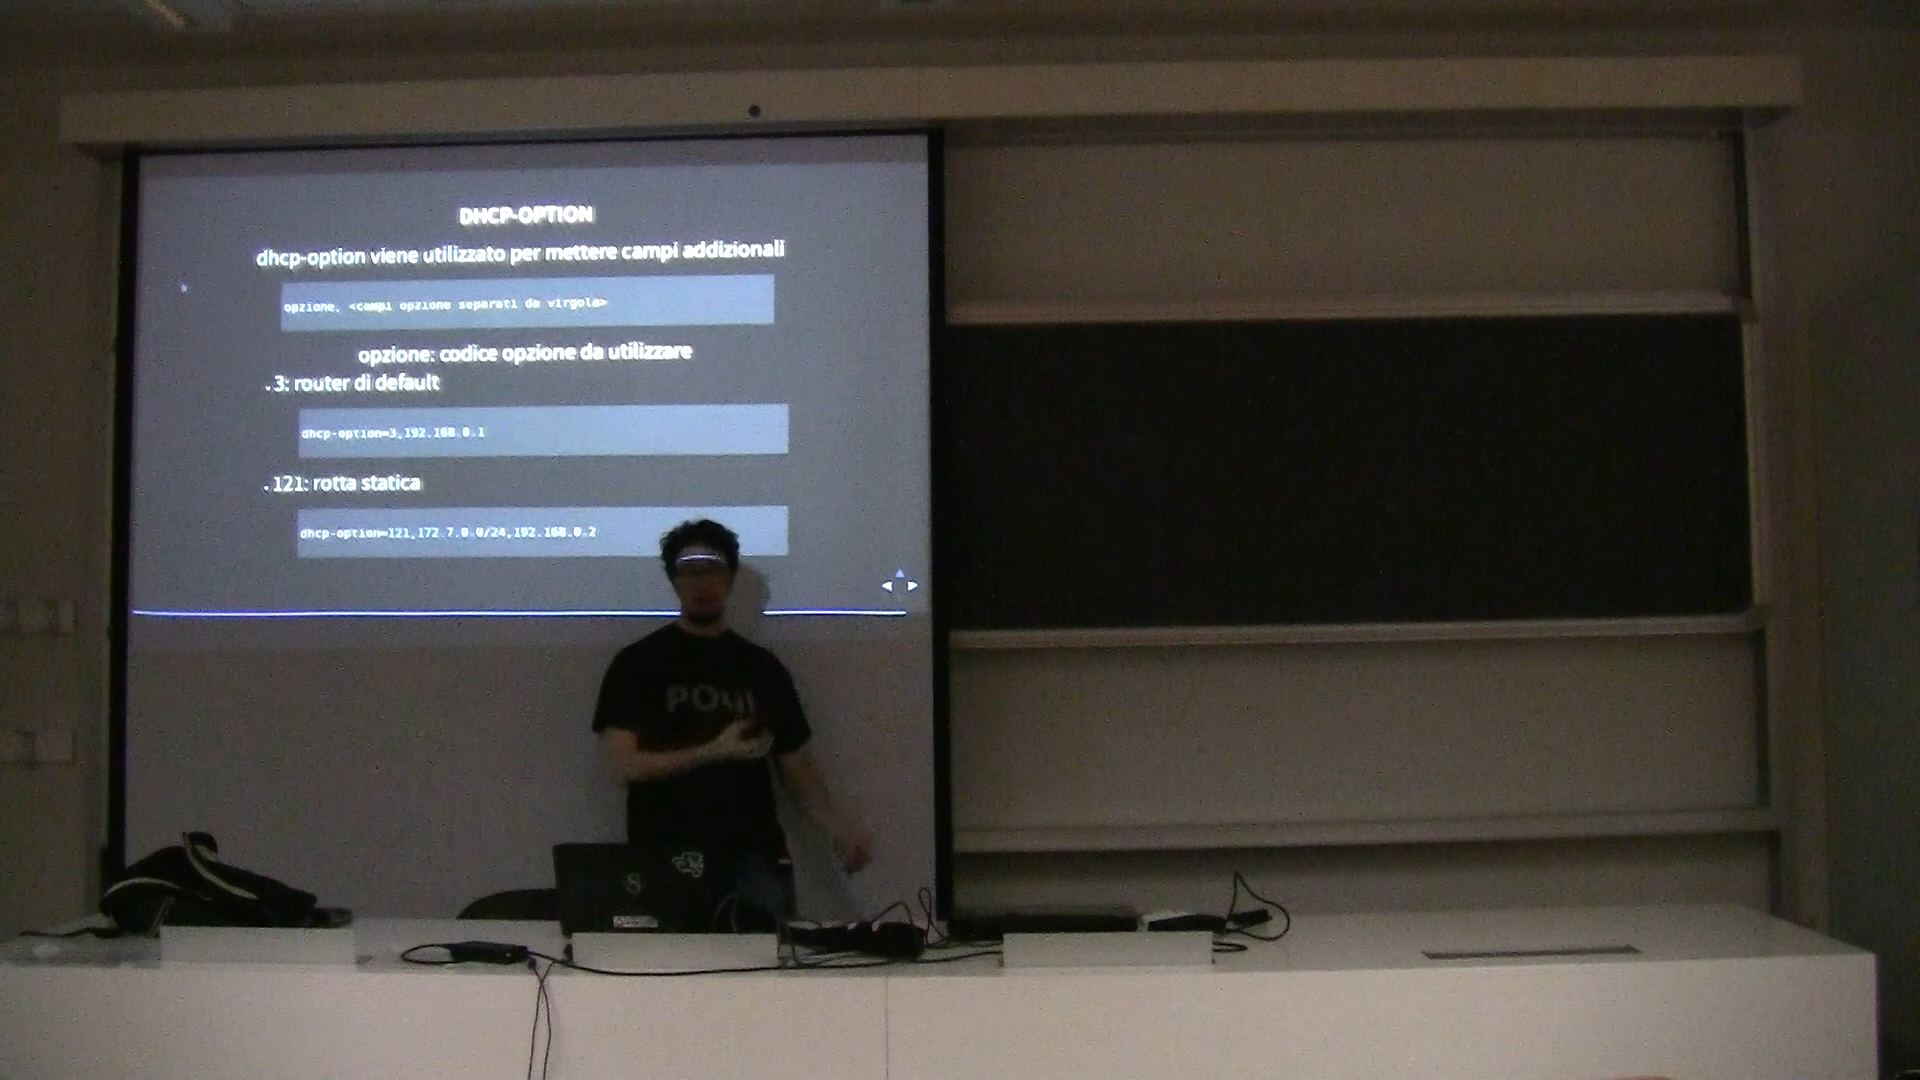 DHCP-OPTION
dhcp-option viene utilizzato per mettere campi addizionali
opzione, <campi opzione separati da virgola>
opzione: codice opzione da utilizzare
. 3: router di default
dhcp-option=3,192.168.0.1
. 121: rotta statica
dhcp-option=121,172.7.0.0/24,192.168.0.2
S